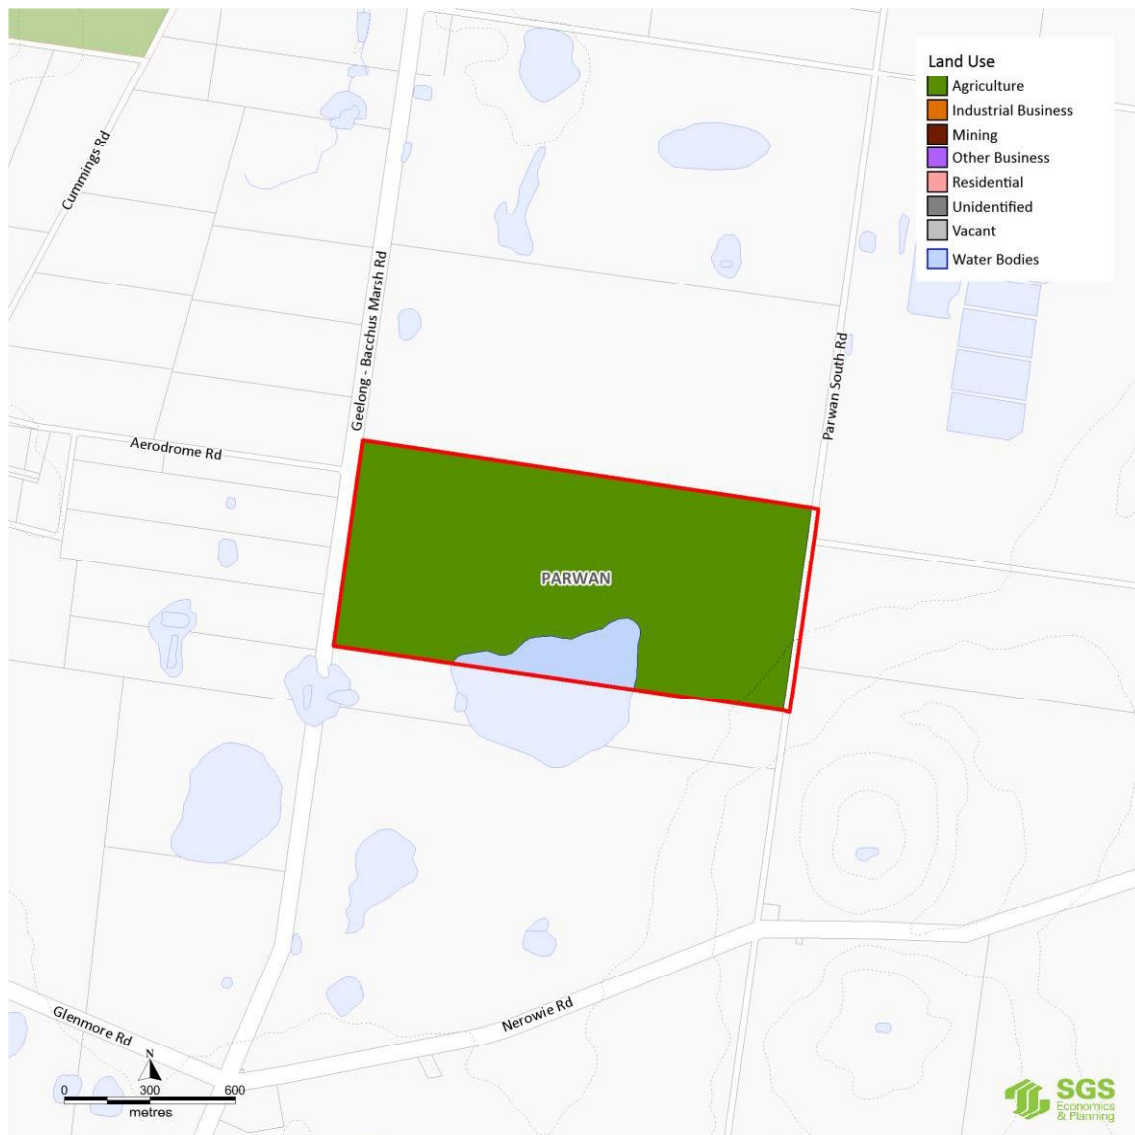 Land Use
Agriculture
Industrial Business
Mining
Other Business
Residential
Unidentified
Vacant
Water Bodies
Cummings Rd
Geelong - Bacchus Marsh Rd
Parwan South Rd
Aerodrome Rd
PARWAN
Nerowie Rd
Glenmore Rd
N
0 300 600
metres
SGS
Economics
& Planning